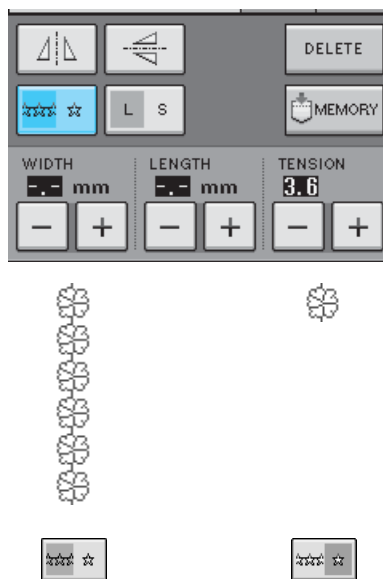 DELETE
L S
MEMORY
WIDTH LENGTH TENSION
-.- mm -.- mm 3.6
− + − + − +